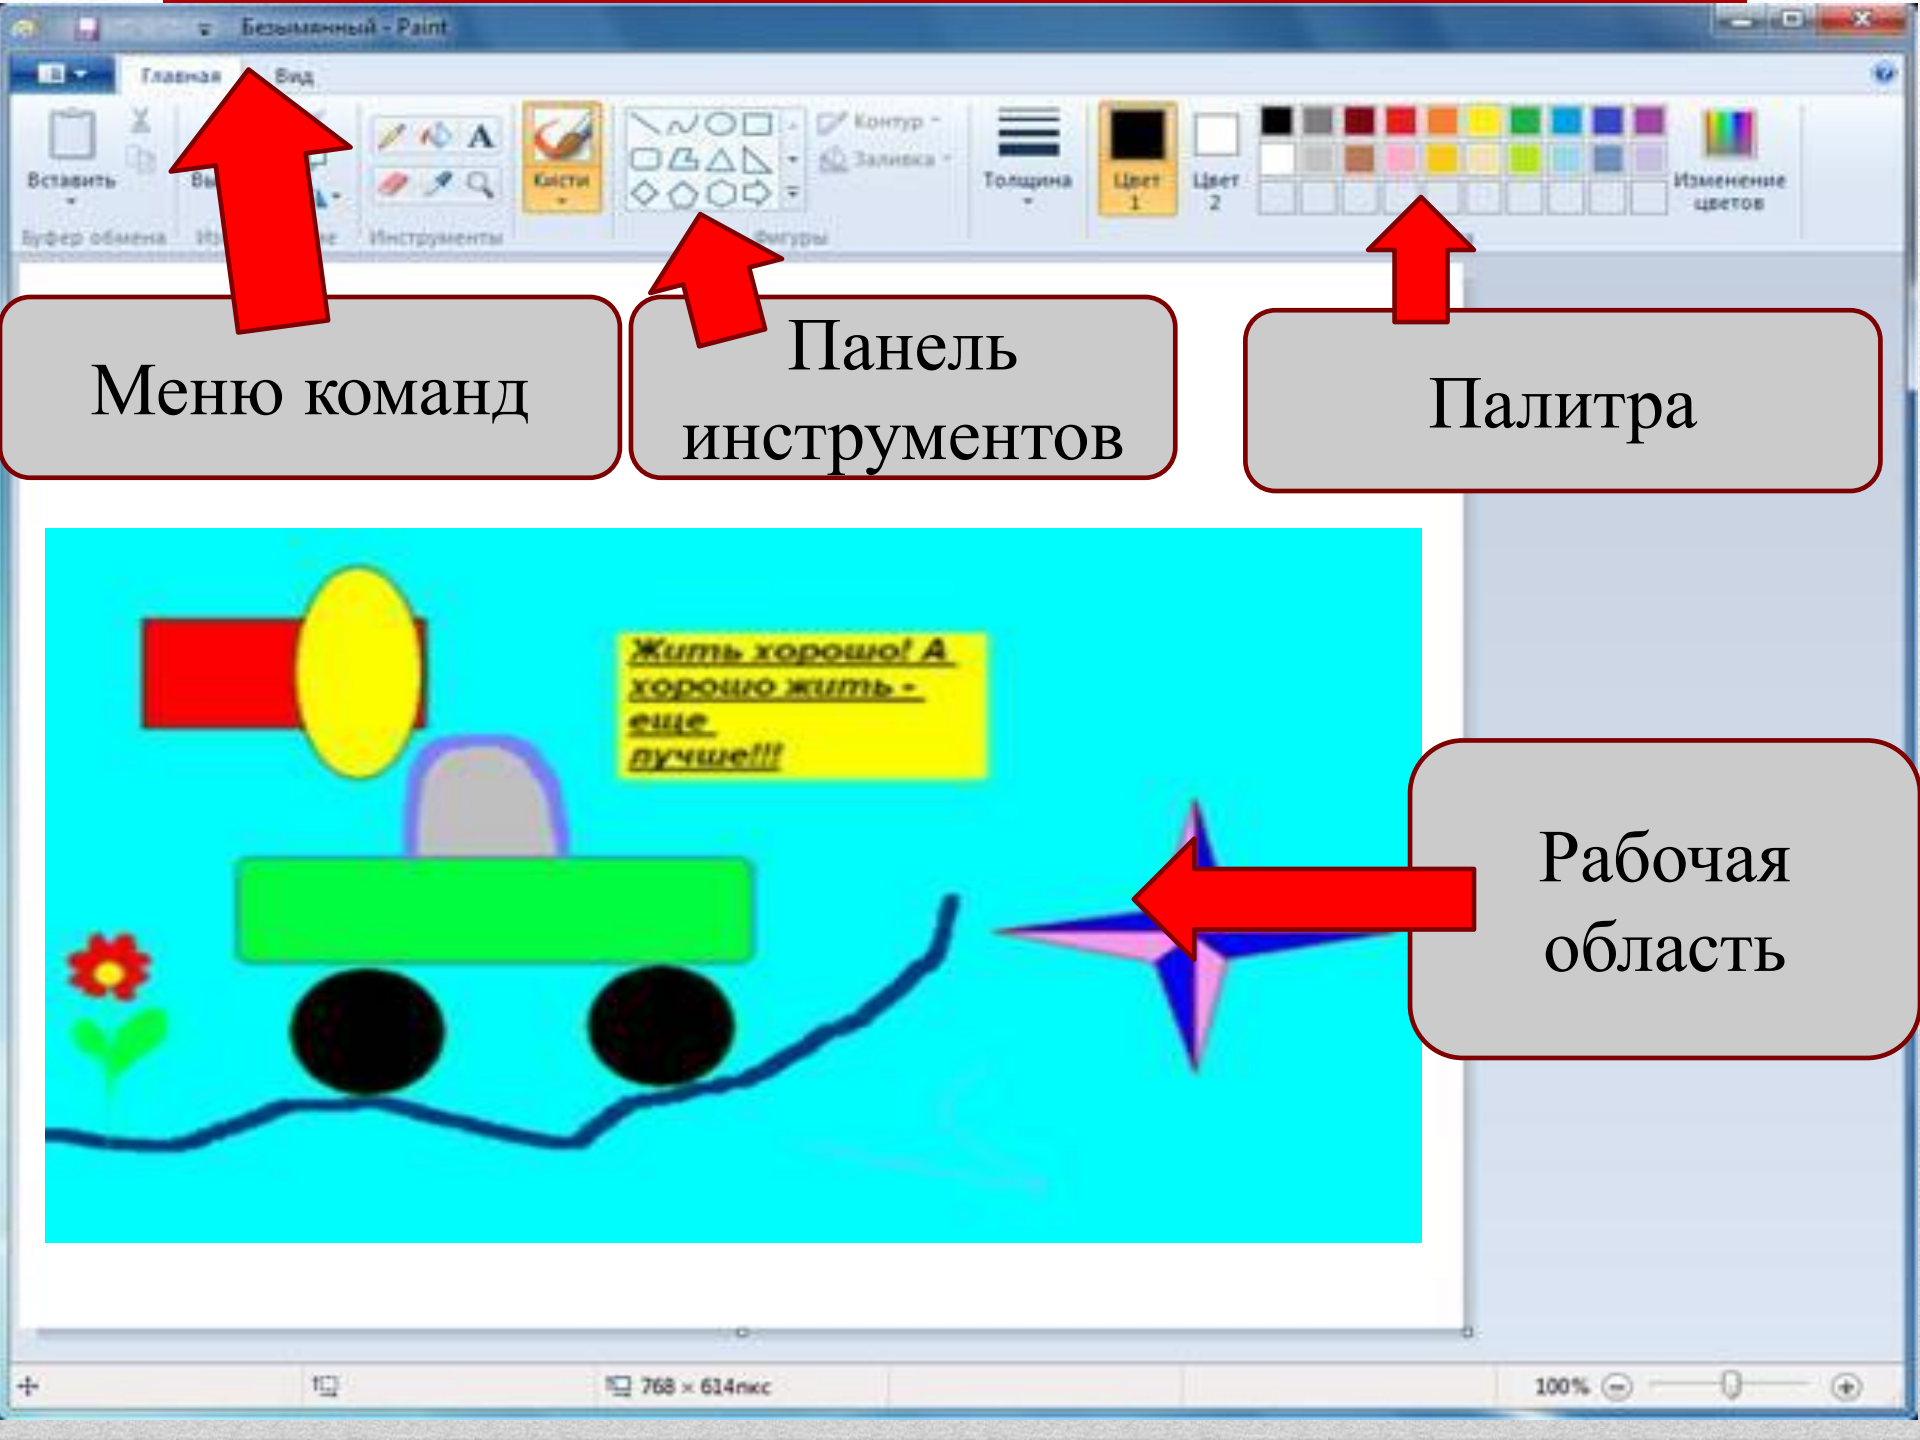 Безымянный - Paint
Главная
Вид
Вставить
Кисти
A
Контур
Заливка
Толщина
Цвет
1
Цвет
2
Изменение
цветов
Буфер обмена
Инструменты
Фигуры
Меню команд
Панель
инструментов
Палитра
Жить хорошо! А
хорошо жить -
еще
лучше!!!
Рабочая
область
768 × 614пкс
100%